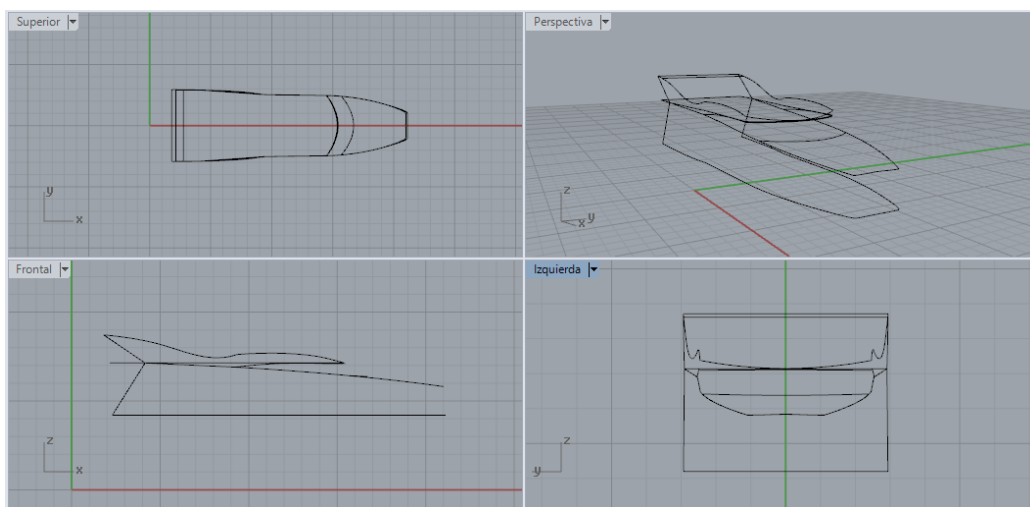 Superior
y
x
Perspectiva
z
x y
Frontal
z
x
Izquierda
z
y